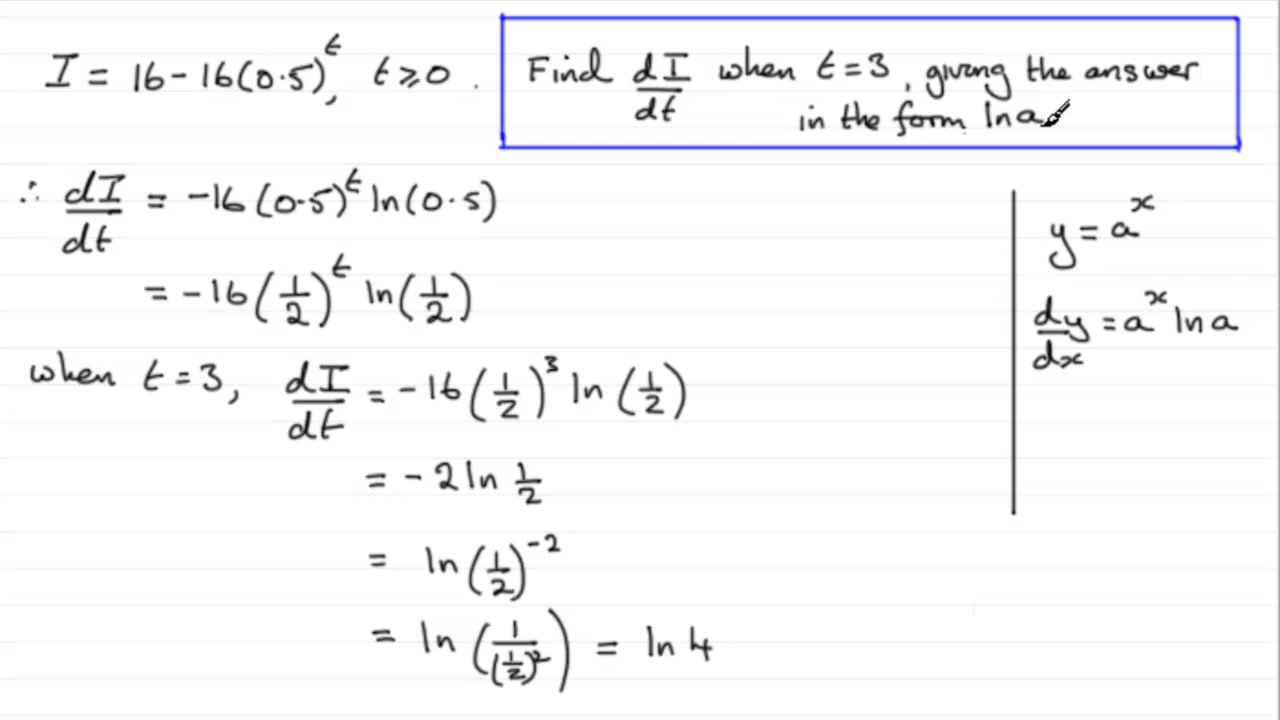 I = 16 - 16(0.5)^t, t ≥ 0.
Find dI/dt when t = 3, giving the answer
in the form ln a
∴ dI/dt = -16(0.5)^t ln(0.5)
= -16(1/2)^t ln(1/2)
when t = 3, dI/dt = -16(1/2)^3 ln(1/2)
= -2 ln 1/2
= ln(1/2)^-2
= ln(1/(1/2)^2) = ln 4
y = a^x
dy/dx = a^x ln a